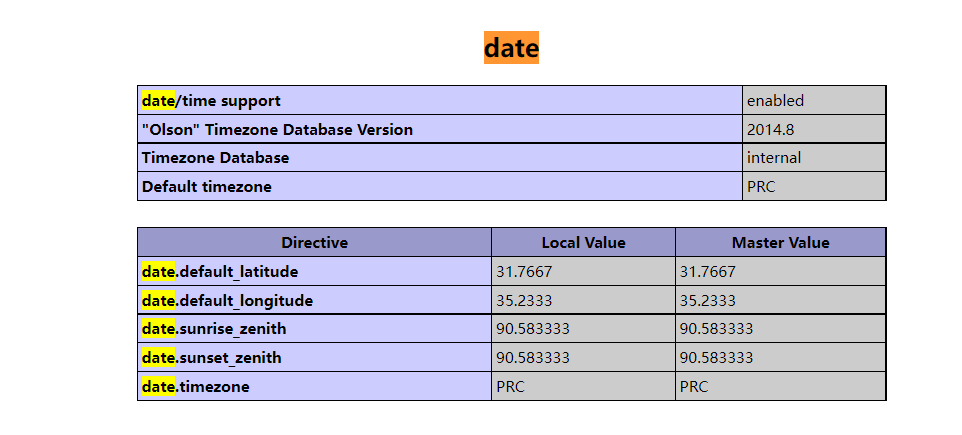 date
date/time support enabled
"Olson" Timezone Database Version 2014.8
Timezone Database internal
Default timezone PRC
Directive Local Value Master Value
date.default_latitude 31.7667 31.7667
date.default_longitude 35.2333 35.2333
date.sunrise_zenith 90.583333 90.583333
date.sunset_zenith 90.583333 90.583333
date.timezone PRC PRC